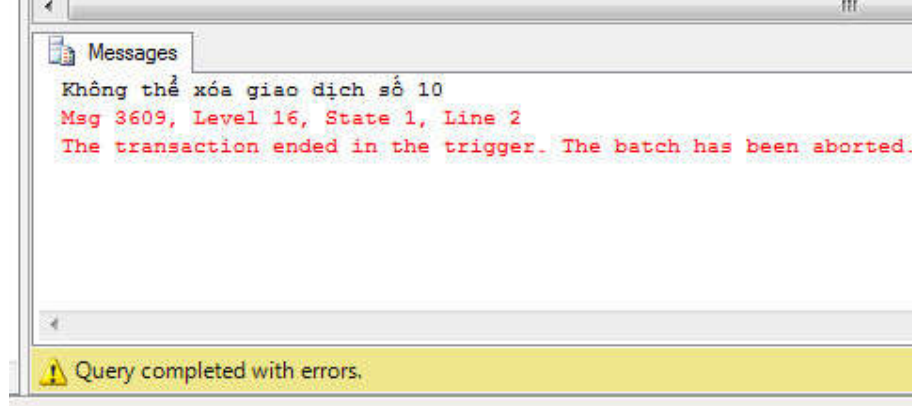 Messages
Không thể xóa giao dịch số 10
Msg 3609, Level 16, State 1, Line 2
The transaction ended in the trigger. The batch has been aborted.
Query completed with errors.